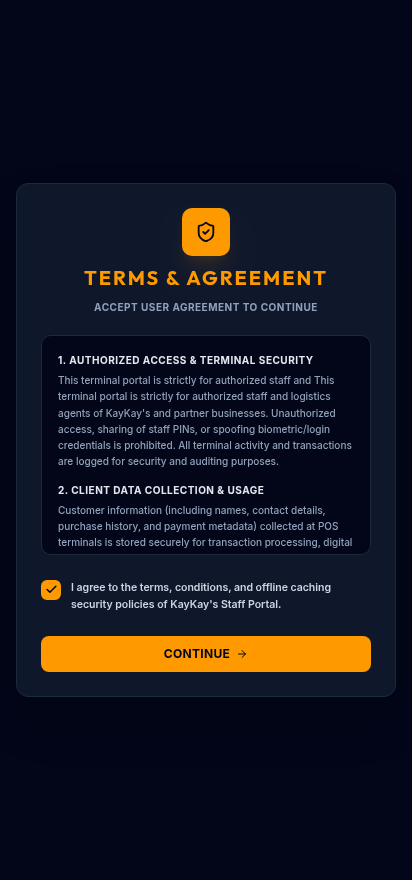 TERMS & AGREEMENT
ACCEPT USER AGREEMENT TO CONTINUE
1. AUTHORIZED ACCESS & TERMINAL SECURITY
This terminal portal is strictly for authorized staff and This
terminal portal is strictly for authorized staff and logistics
agents of KayKay's and partner businesses. Unauthorized
access, sharing of staff PINs, or spoofing biometric/login
credentials is prohibited. All terminal activity and transactions
are logged for security and auditing purposes.
2. CLIENT DATA COLLECTION & USAGE
Customer information (including names, contact details,
purchase history, and payment metadata) collected at POS
terminals is stored securely for transaction processing, digital
I agree to the terms, conditions, and offline caching
security policies of KayKay's Staff Portal.
CONTINUE →